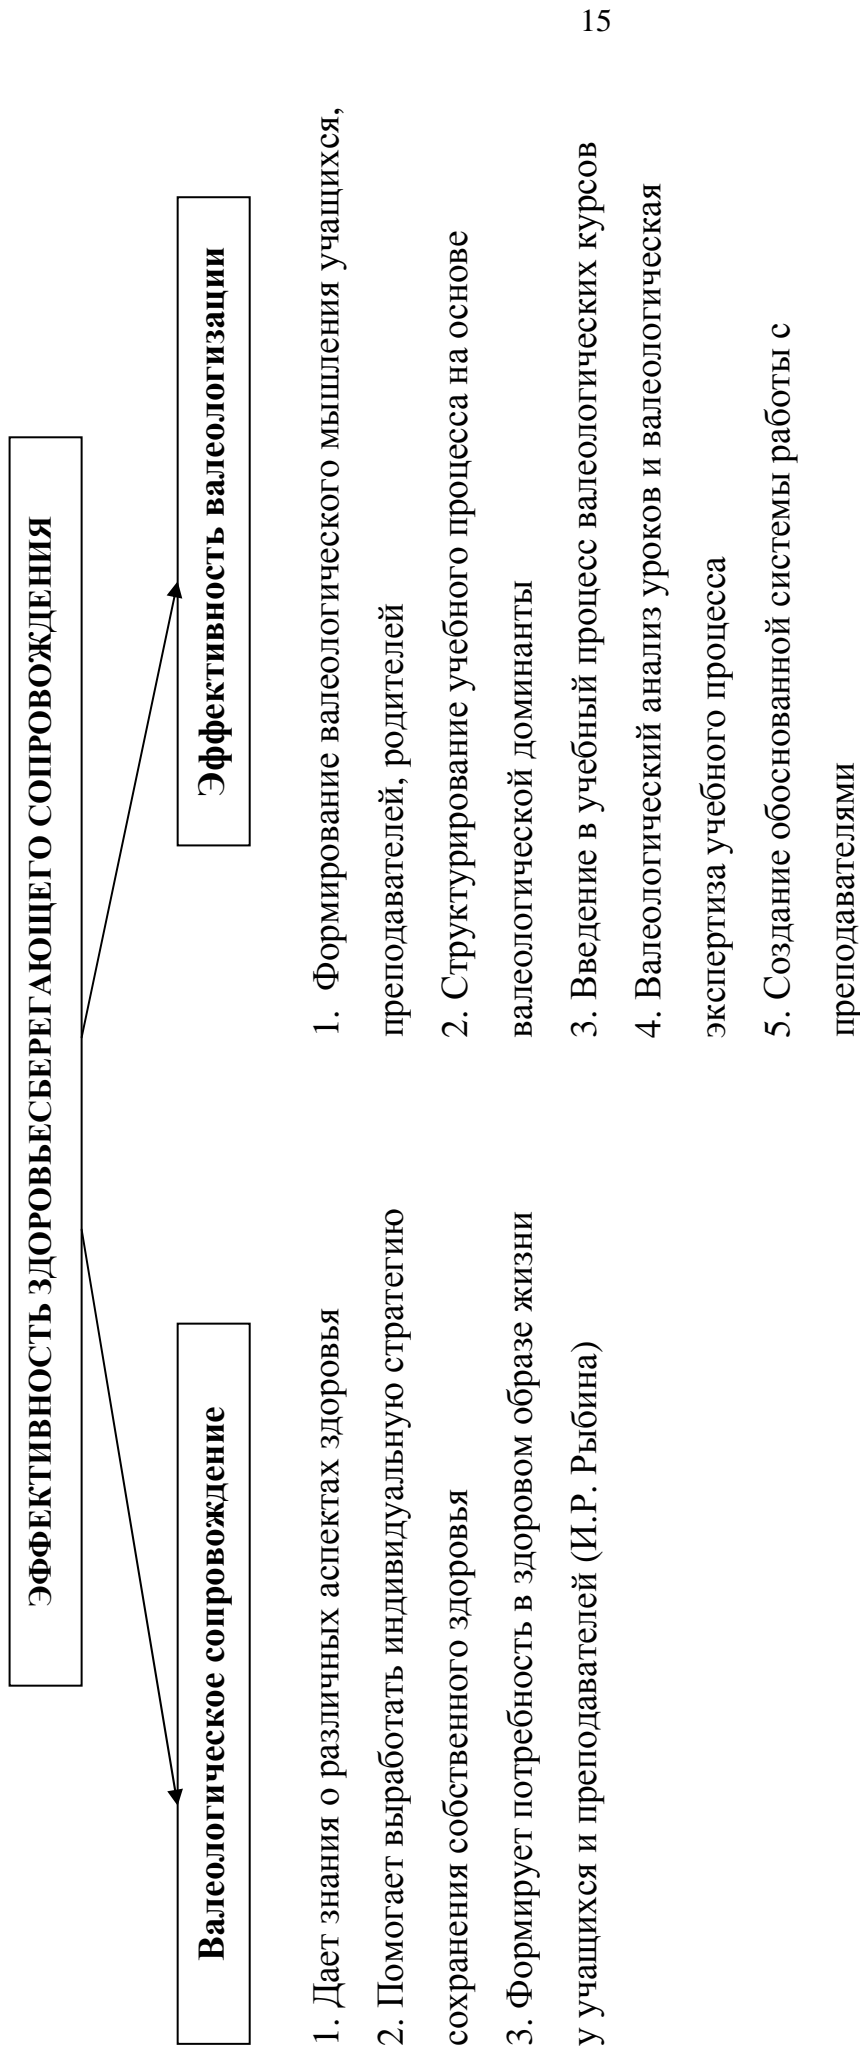 15
ЭФФЕКТИВНОСТЬ ЗДОРОВЬЕСБЕРЕГАЮЩЕГО СОПРОВОЖДЕНИЯ
Валеологическое сопровождение
1. Дает знания о различных аспектах здоровья
2. Помогает выработать индивидуальную стратегию
сохранения собственного здоровья
3. Формирует потребность в здоровом образе жизни
у учащихся и преподавателей (И.Р. Рыбина)
Эффективность валеологизации
1. Формирование валеологического мышления учащихся,
преподавателей, родителей
2. Структурирование учебного процесса на основе
валеологической доминанты
3. Введение в учебный процесс валеологических курсов
4. Валеологический анализ уроков и валеологическая
экспертиза учебного процесса
5. Создание обоснованной системы работы с
преподавателями